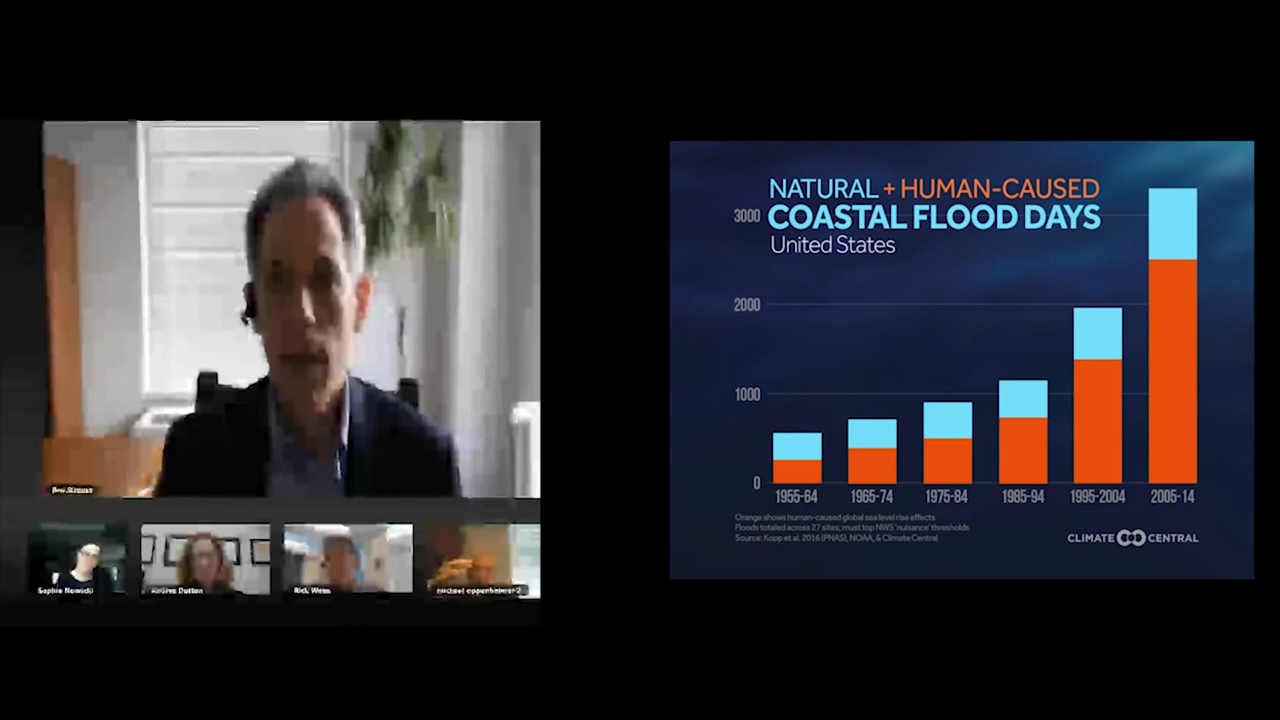 Ben Strauss
Sophie Nowicki
Andrea Dutton
Rick Weiss
michael oppenheimer
NATURAL + HUMAN-CAUSED
COASTAL FLOOD DAYS
United States
3000
2000
1000
0
1955-64 1965-74 1975-84 1985-94 1995-2004 2005-14
Orange shows human-caused global sea level rise effects
Floods totaled across 27 sites; must top NWS 'nuisance' thresholds
Source: Kopp et al. 2016 (PNAS), NOAA, & Climate Central
CLIMATE CENTRAL